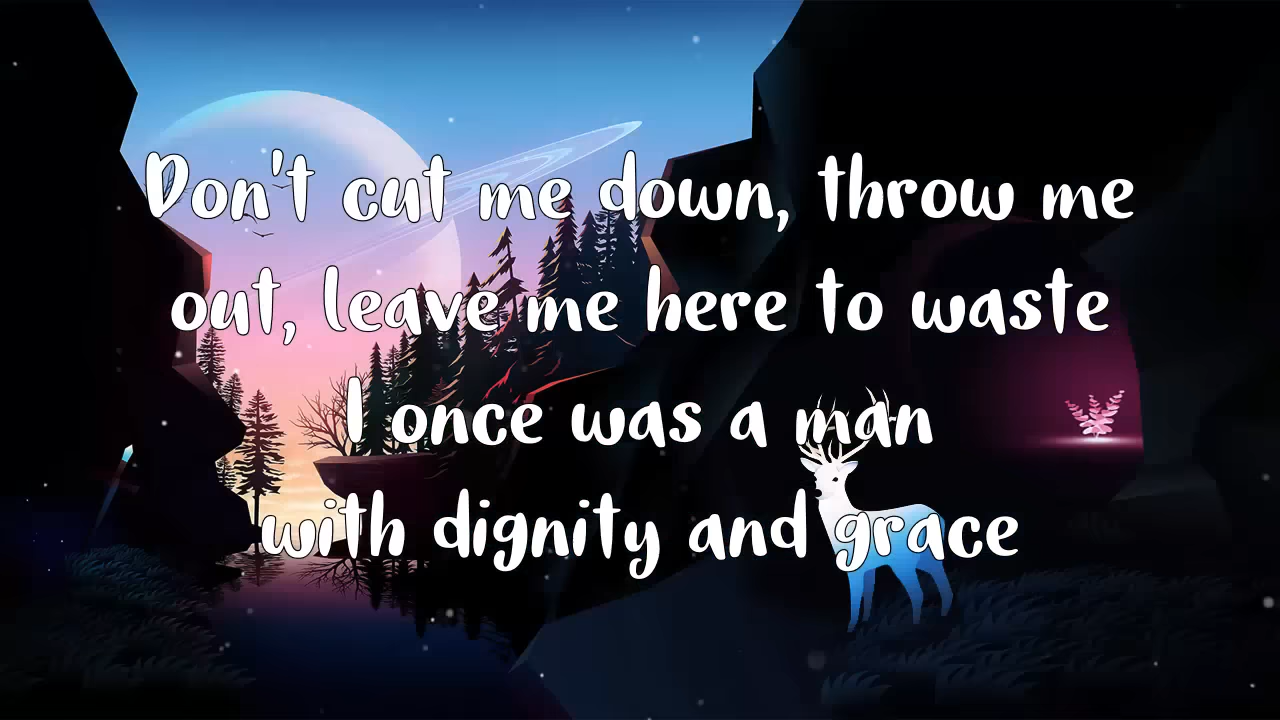 Don't cut me down, throw me
out, leave me here to waste
I once was a man
with dignity and grace